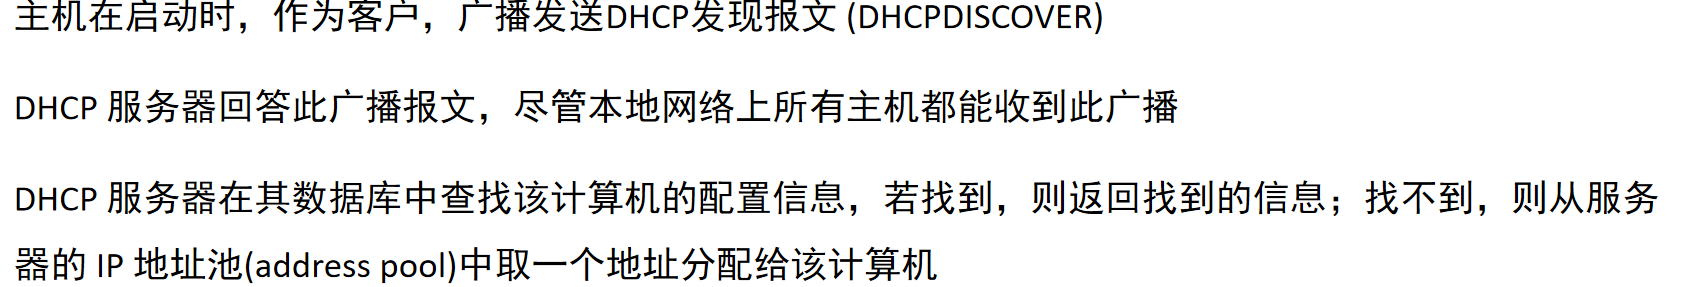 主机在启动时，作为客户，广播发送DHCP发现报文 (DHCPDISCOVER)
DHCP 服务器回答此广播报文，尽管本地网络上所有主机都能收到此广播
DHCP 服务器在其数据库中查找该计算机的配置信息，若找到，则返回找到的信息；找不到，则从服务
器的 IP 地址池(address pool)中取一个地址分配给该计算机